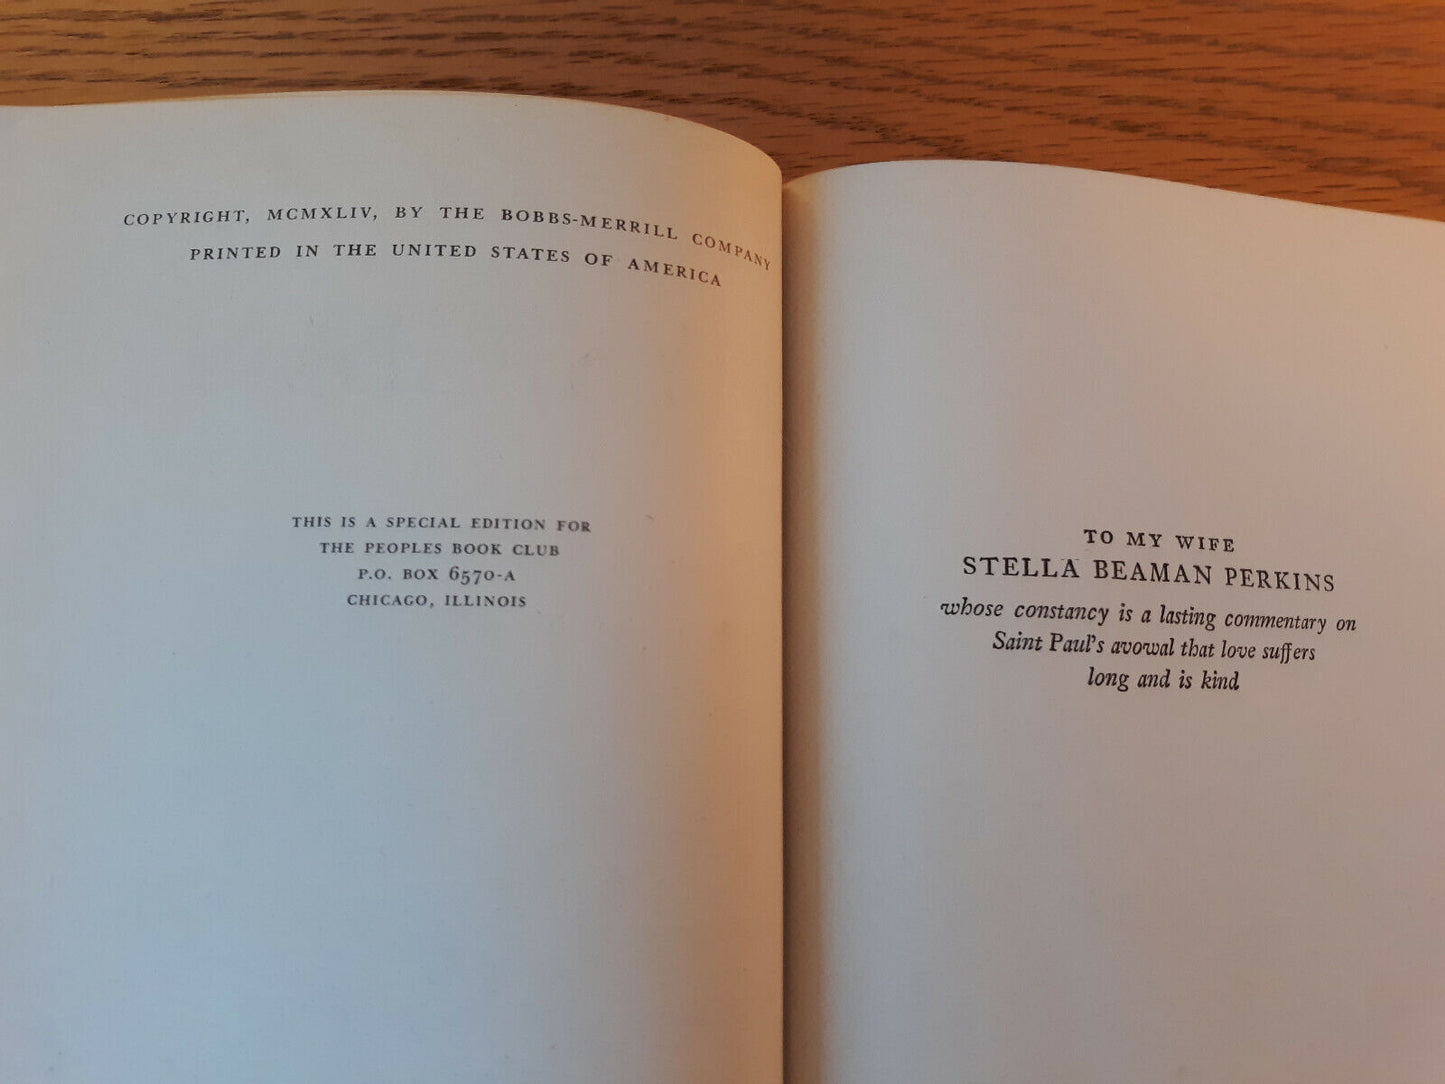 COPYRIGHT, MCMXLIV, BY THE BOBBS-MERRILL COMPANY
PRINTED IN THE UNITED STATES OF AMERICA
THIS IS A SPECIAL EDITION FOR
THE PEOPLES BOOK CLUB
P.O. BOX 6570-A
CHICAGO, ILLINOIS
TO MY WIFE
STELLA BEAMAN PERKINS
whose constancy is a lasting commentary on
Saint Paul's avowal that love suffers
long and is kind